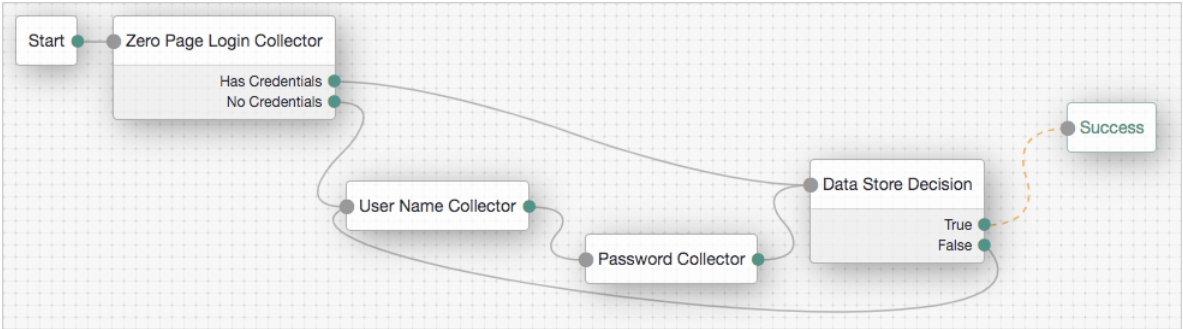 Start
Zero Page Login Collector
Has Credentials
No Credentials
Success
Data Store Decision
User Name Collector
True
False
Password Collector